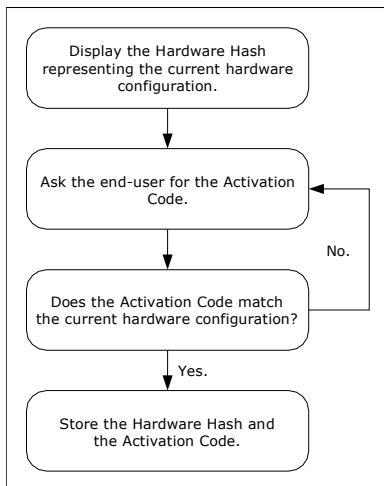 Display the Hardware Hash
representing the current hardware
configuration.
Ask the end-user for the Activation
Code.
No.
Does the Activation Code match
the current hardware configuration?
Yes.
Store the Hardware Hash and
the Activation Code.